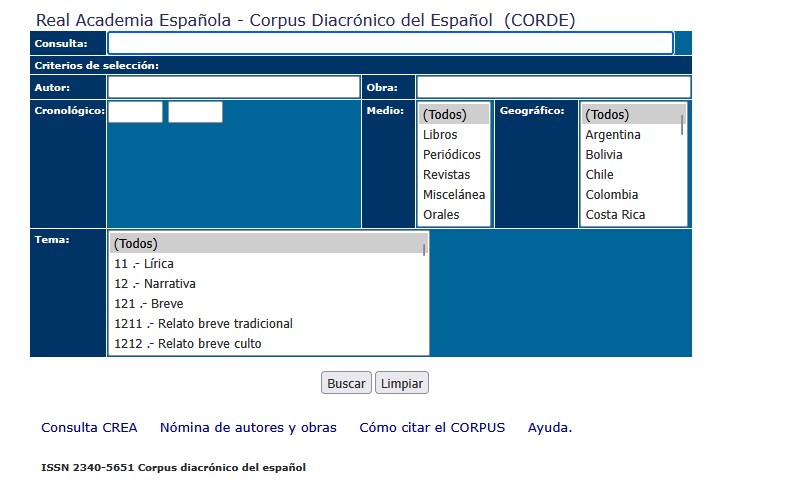 Real Academia Española - Corpus Diacrónico del Español (CORDE)
Consulta:
Criterios de selección:
Autor: Obra:
Cronológico: Medio: Geográfico:
(Todos)
Libros
Periódicos
Revistas
Miscelánea
Orales
(Todos)
Argentina
Bolivia
Chile
Colombia
Costa Rica
Tema:
(Todos)
11 .- Lírica
12 .- Narrativa
121 .- Breve
1211 .- Relato breve tradicional
1212 .- Relato breve culto
Buscar Limpiar
Consulta CREA Nómina de autores y obras Cómo citar el CORPUS Ayuda.
ISSN 2340-5651 Corpus diacrónico del español